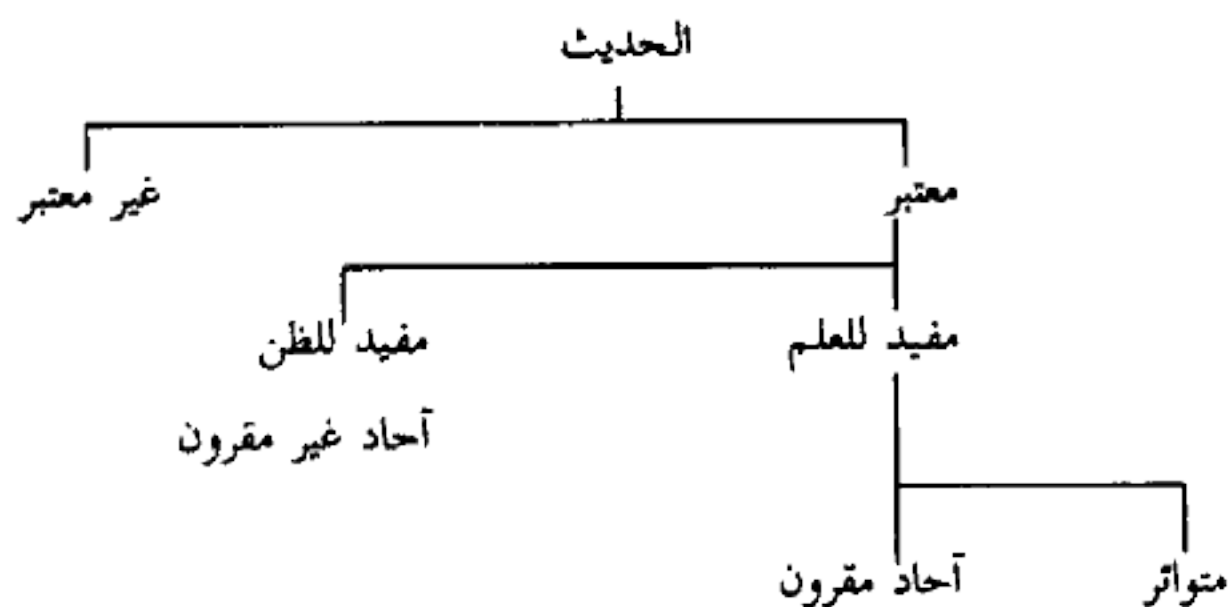 الحديث
معتبر
غير معتبر
مفيد للعلم
مفيد للظن
آحاد غير مقرون
متواتر
آحاد مقرون